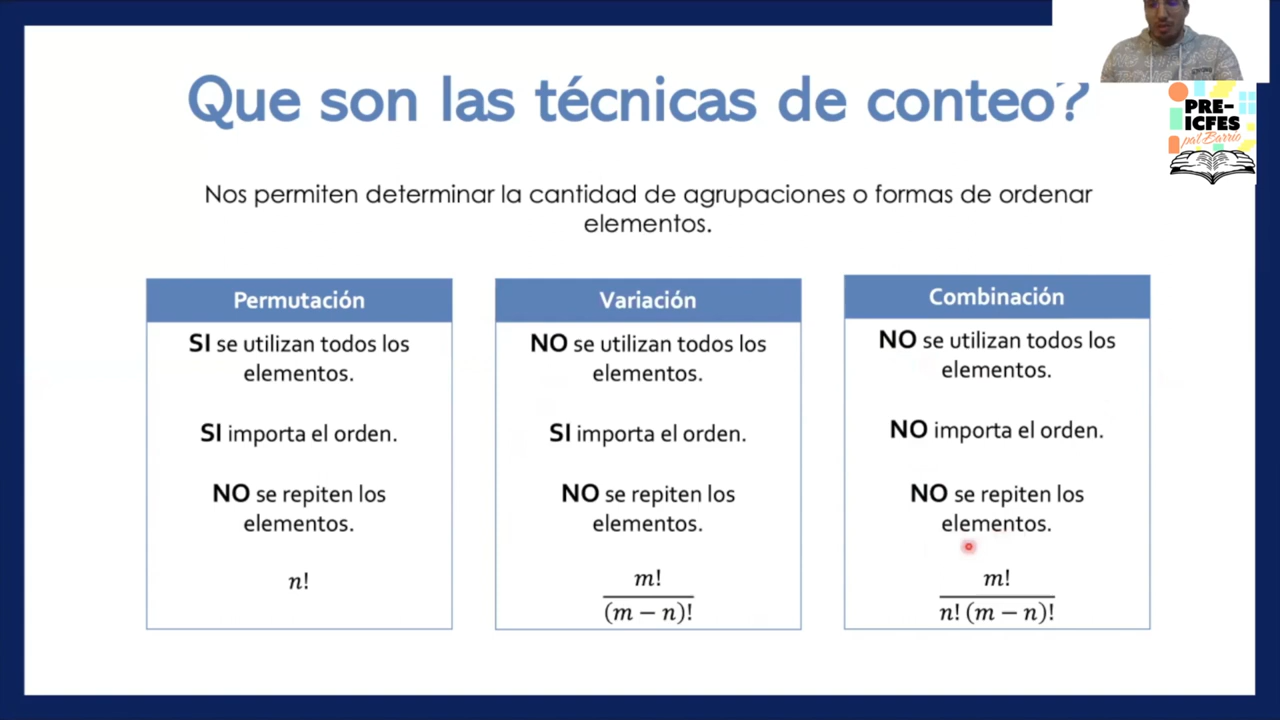 Que son las técnicas de conteo?
PRE-
ICFES
pa'l Barrio
Nos permiten determinar la cantidad de agrupaciones o formas de ordenar
elementos.
Permutación
SI se utilizan todos los
elementos.
SI importa el orden.
NO se repiten los
elementos.
n!
Variación
NO se utilizan todos los
elementos.
SI importa el orden.
NO se repiten los
elementos.
m!
(m − n)!
Combinación
NO se utilizan todos los
elementos.
NO importa el orden.
NO se repiten los
elementos.
m!
n! (m − n)!